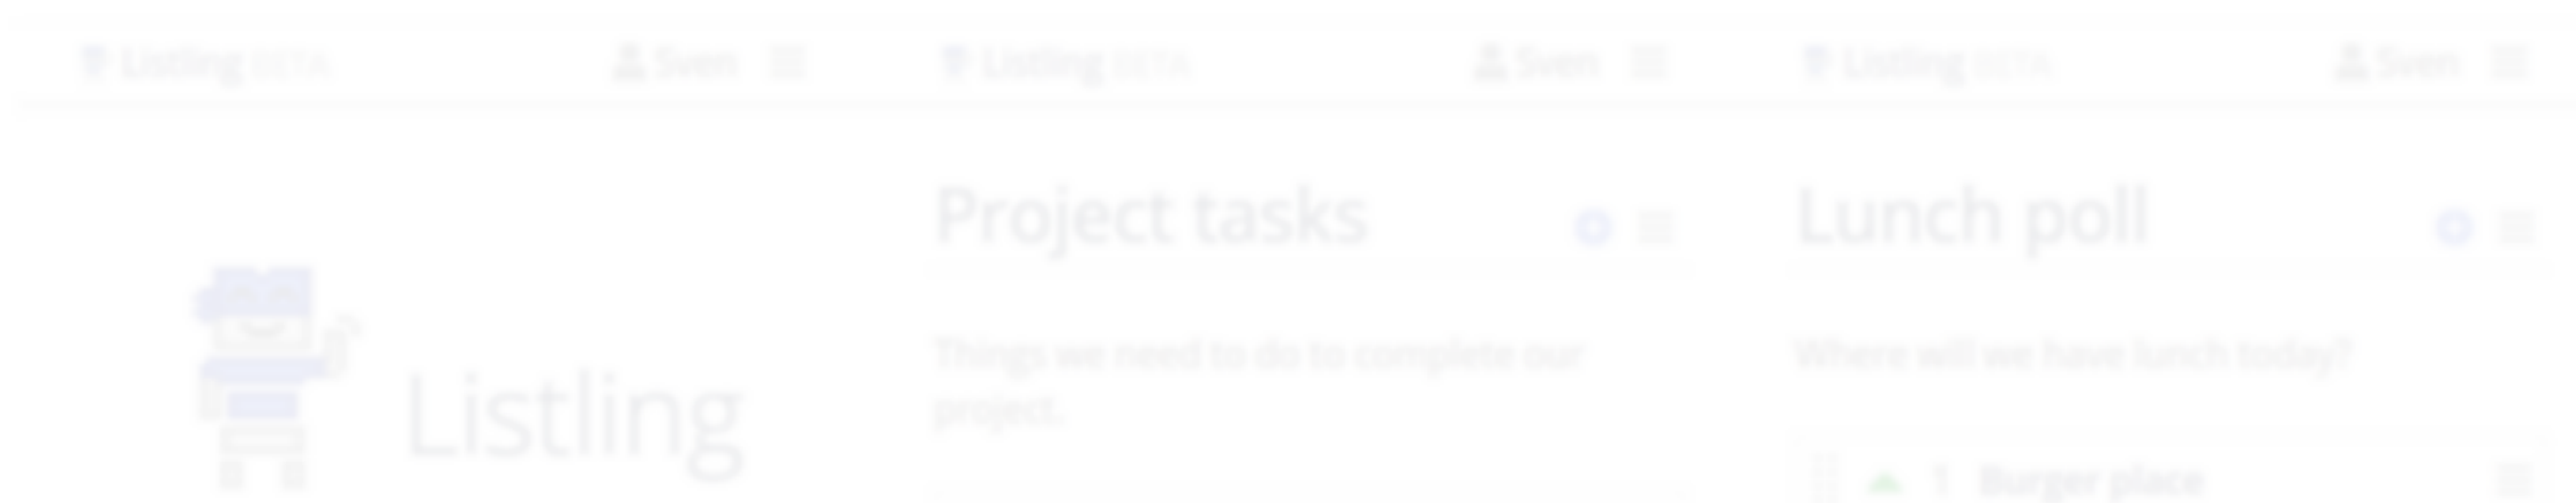 Listling BETA Sven
Listling
Listling BETA Sven
Project tasks
Things we need to do to complete our
project.
Listling BETA Sven
Lunch poll
Where will we have lunch today?
1 Burger place